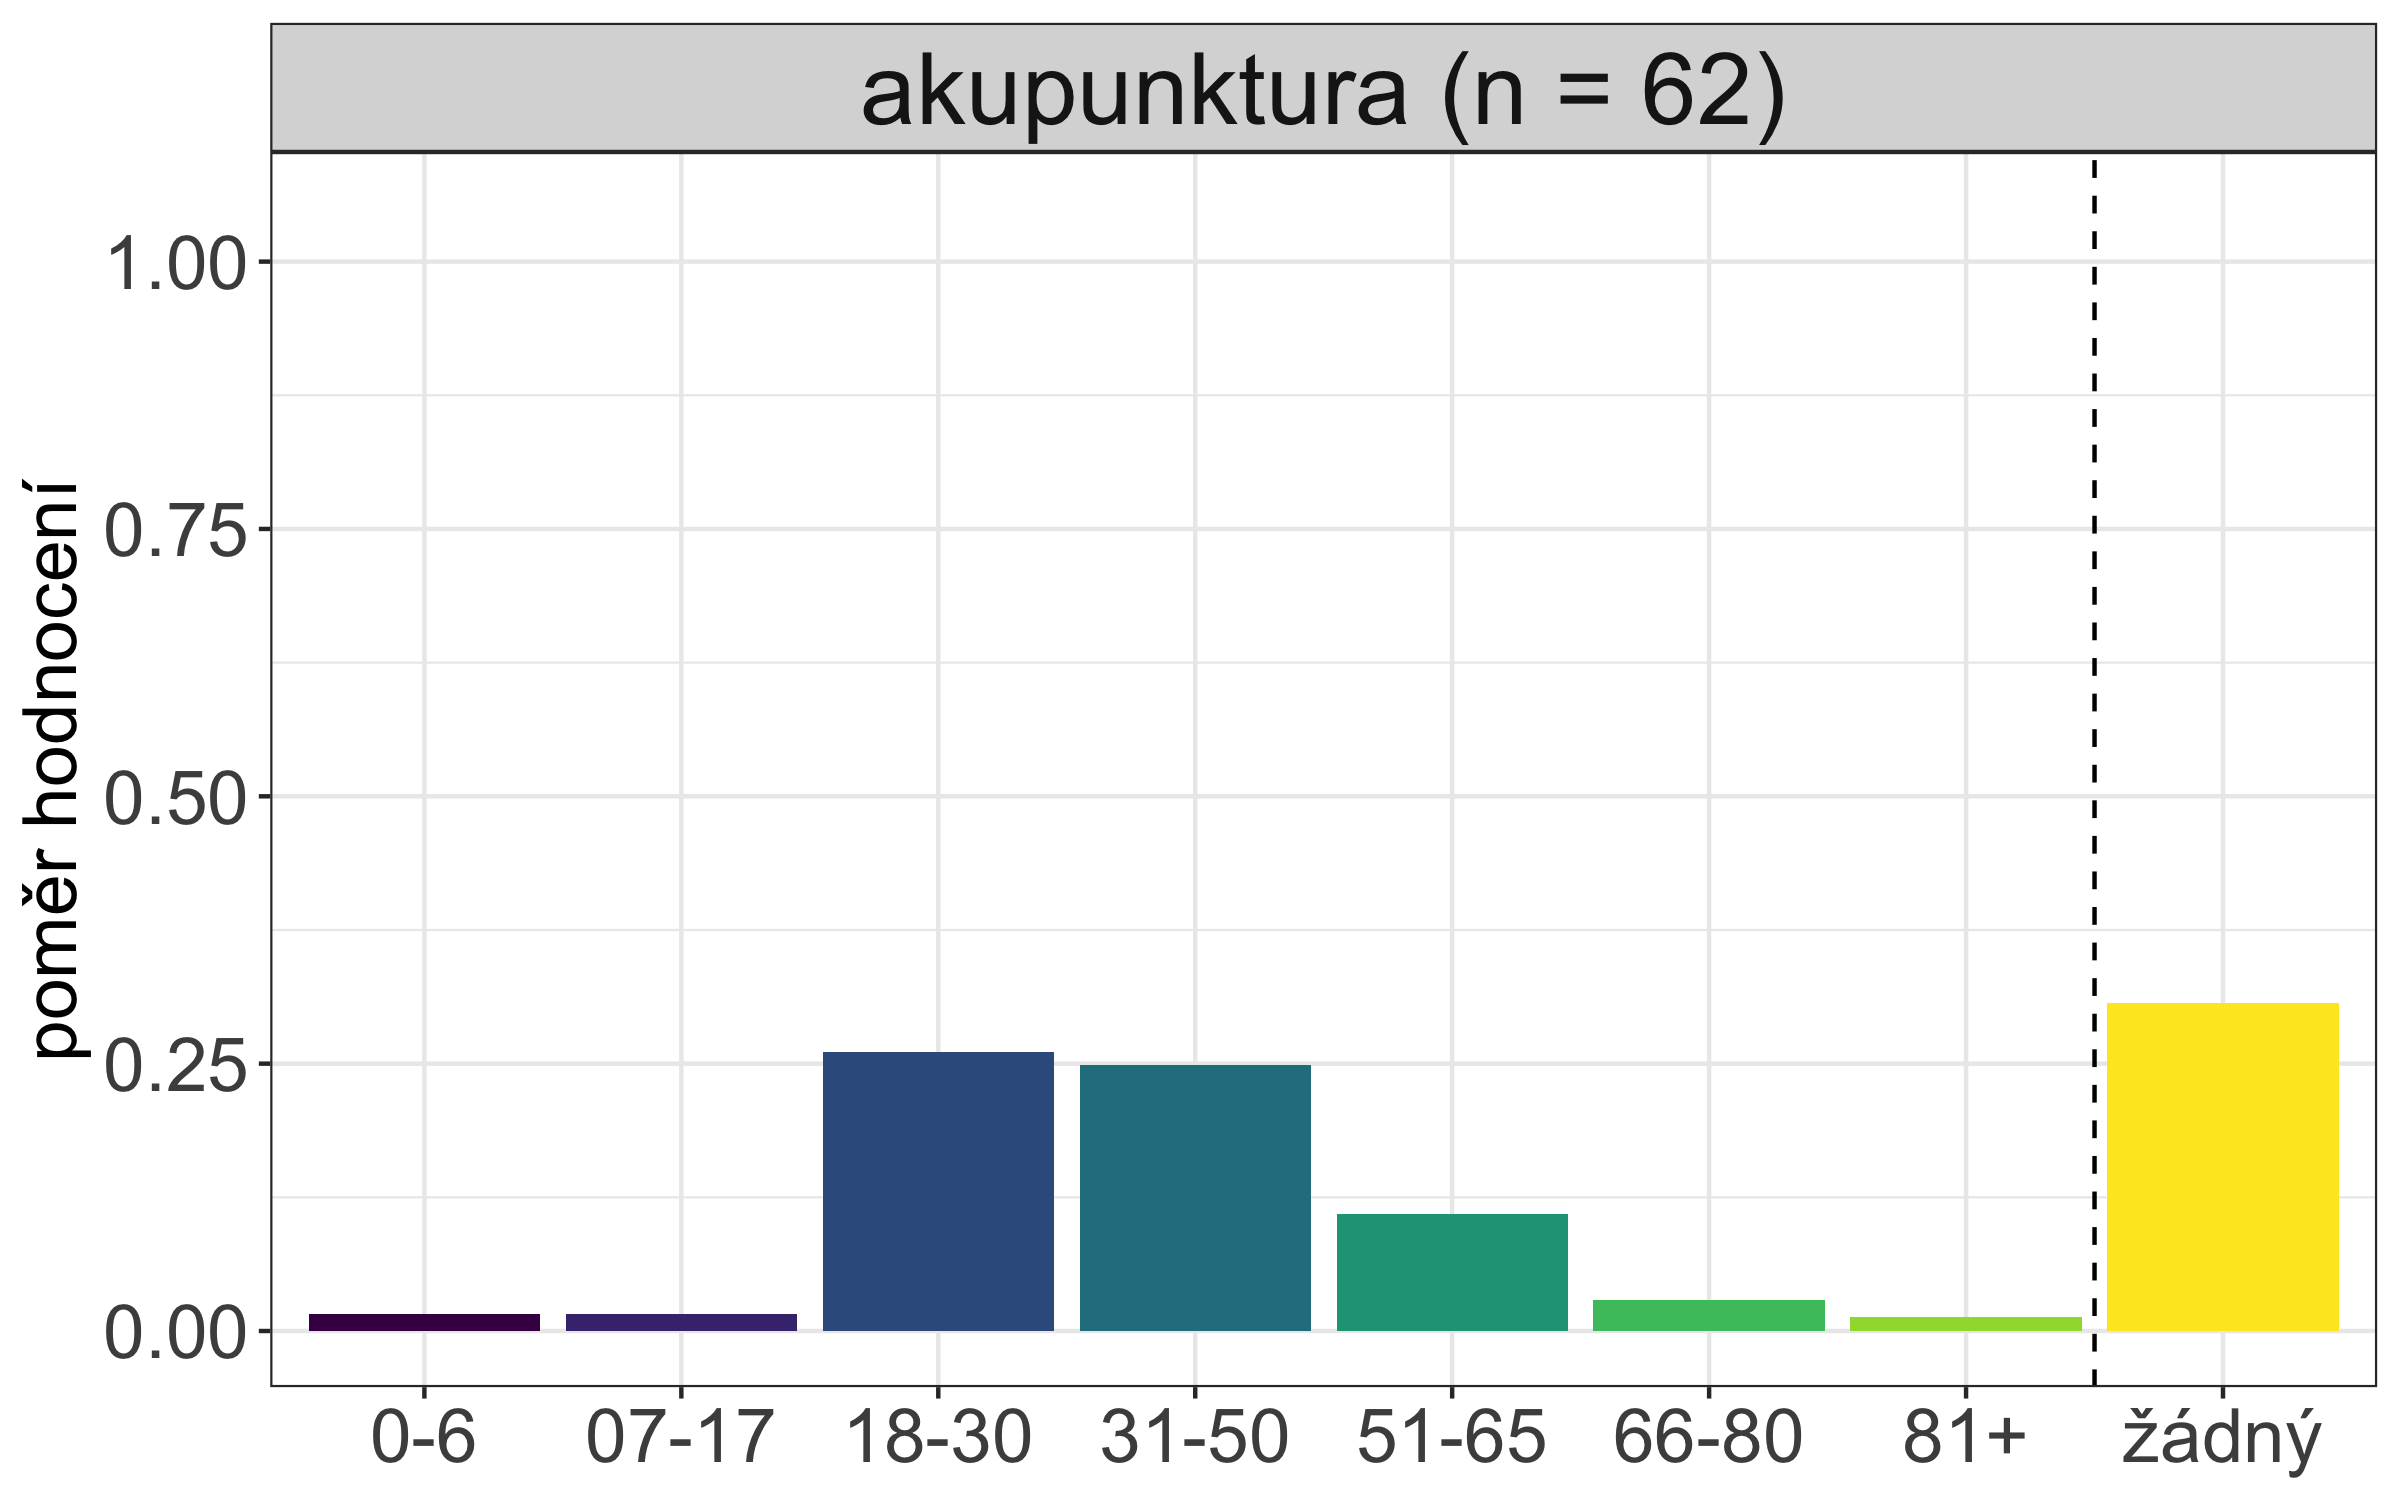 akupunktura (n = 62)
poměr hodnocení
1.00
0.75
0.50
0.25
0.00
0-6 07-17 18-30 31-50 51-65 66-80 81+ žádný